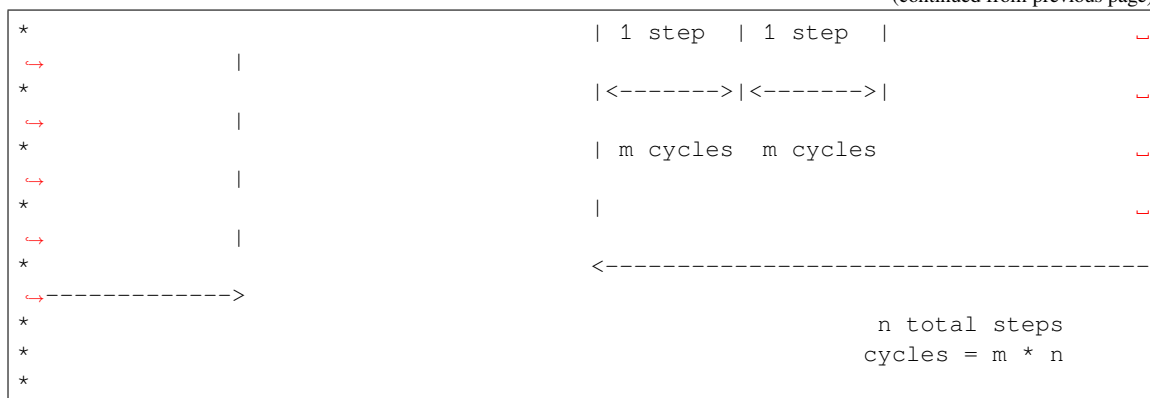 (continued from previous page)
* | 1 step | 1 step | ␣
↪ |
* |<------->|<------->| ␣
↪ |
* | m cycles m cycles ␣
↪ |
* | ␣
↪ |
* <--------------------------------------
↪------------->
* n total steps
* cycles = m * n
*